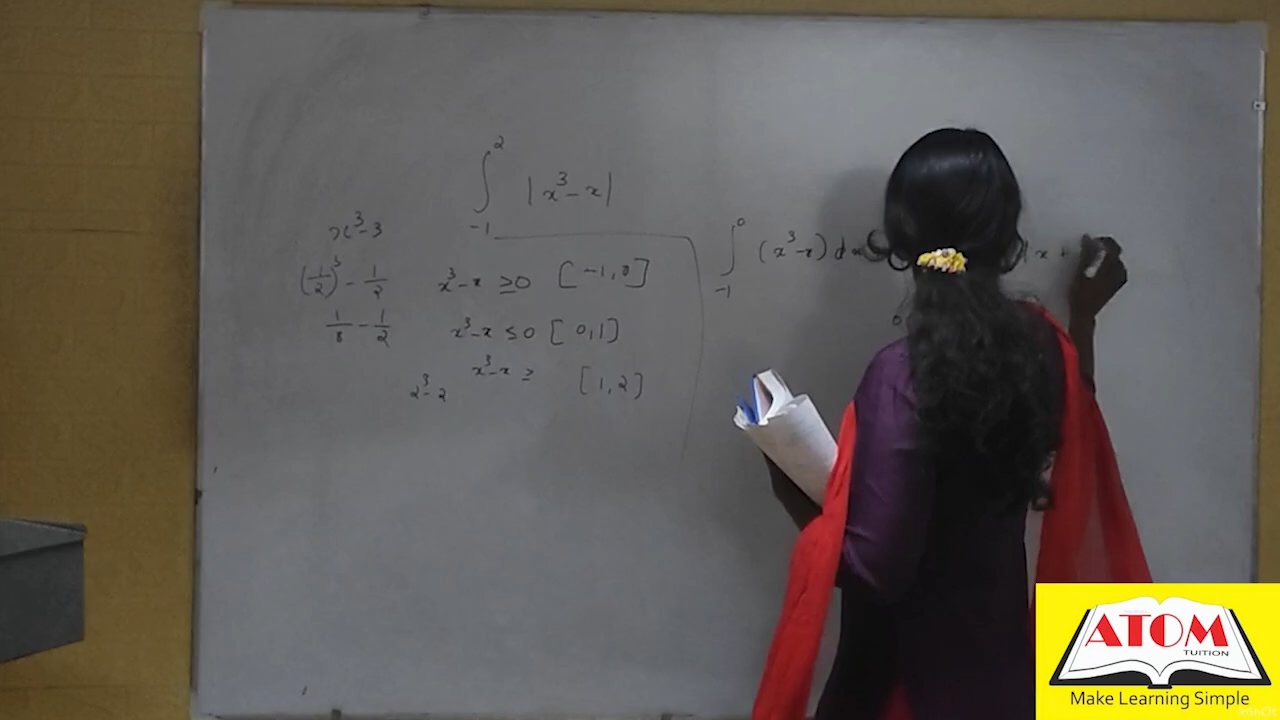 ∫₋₁² |x³-x|
x³-3
(1/2)³ - 1/2
x³-x ≥0 [-1,0]
1/8 - 1/2
x³-x ≤0 [0,1]
x³-x ≥ [1,2]
2³-2
∫₋₁⁰ (x³-x) dx
0
x +
ATOM
TUITION
Make Learning Simple